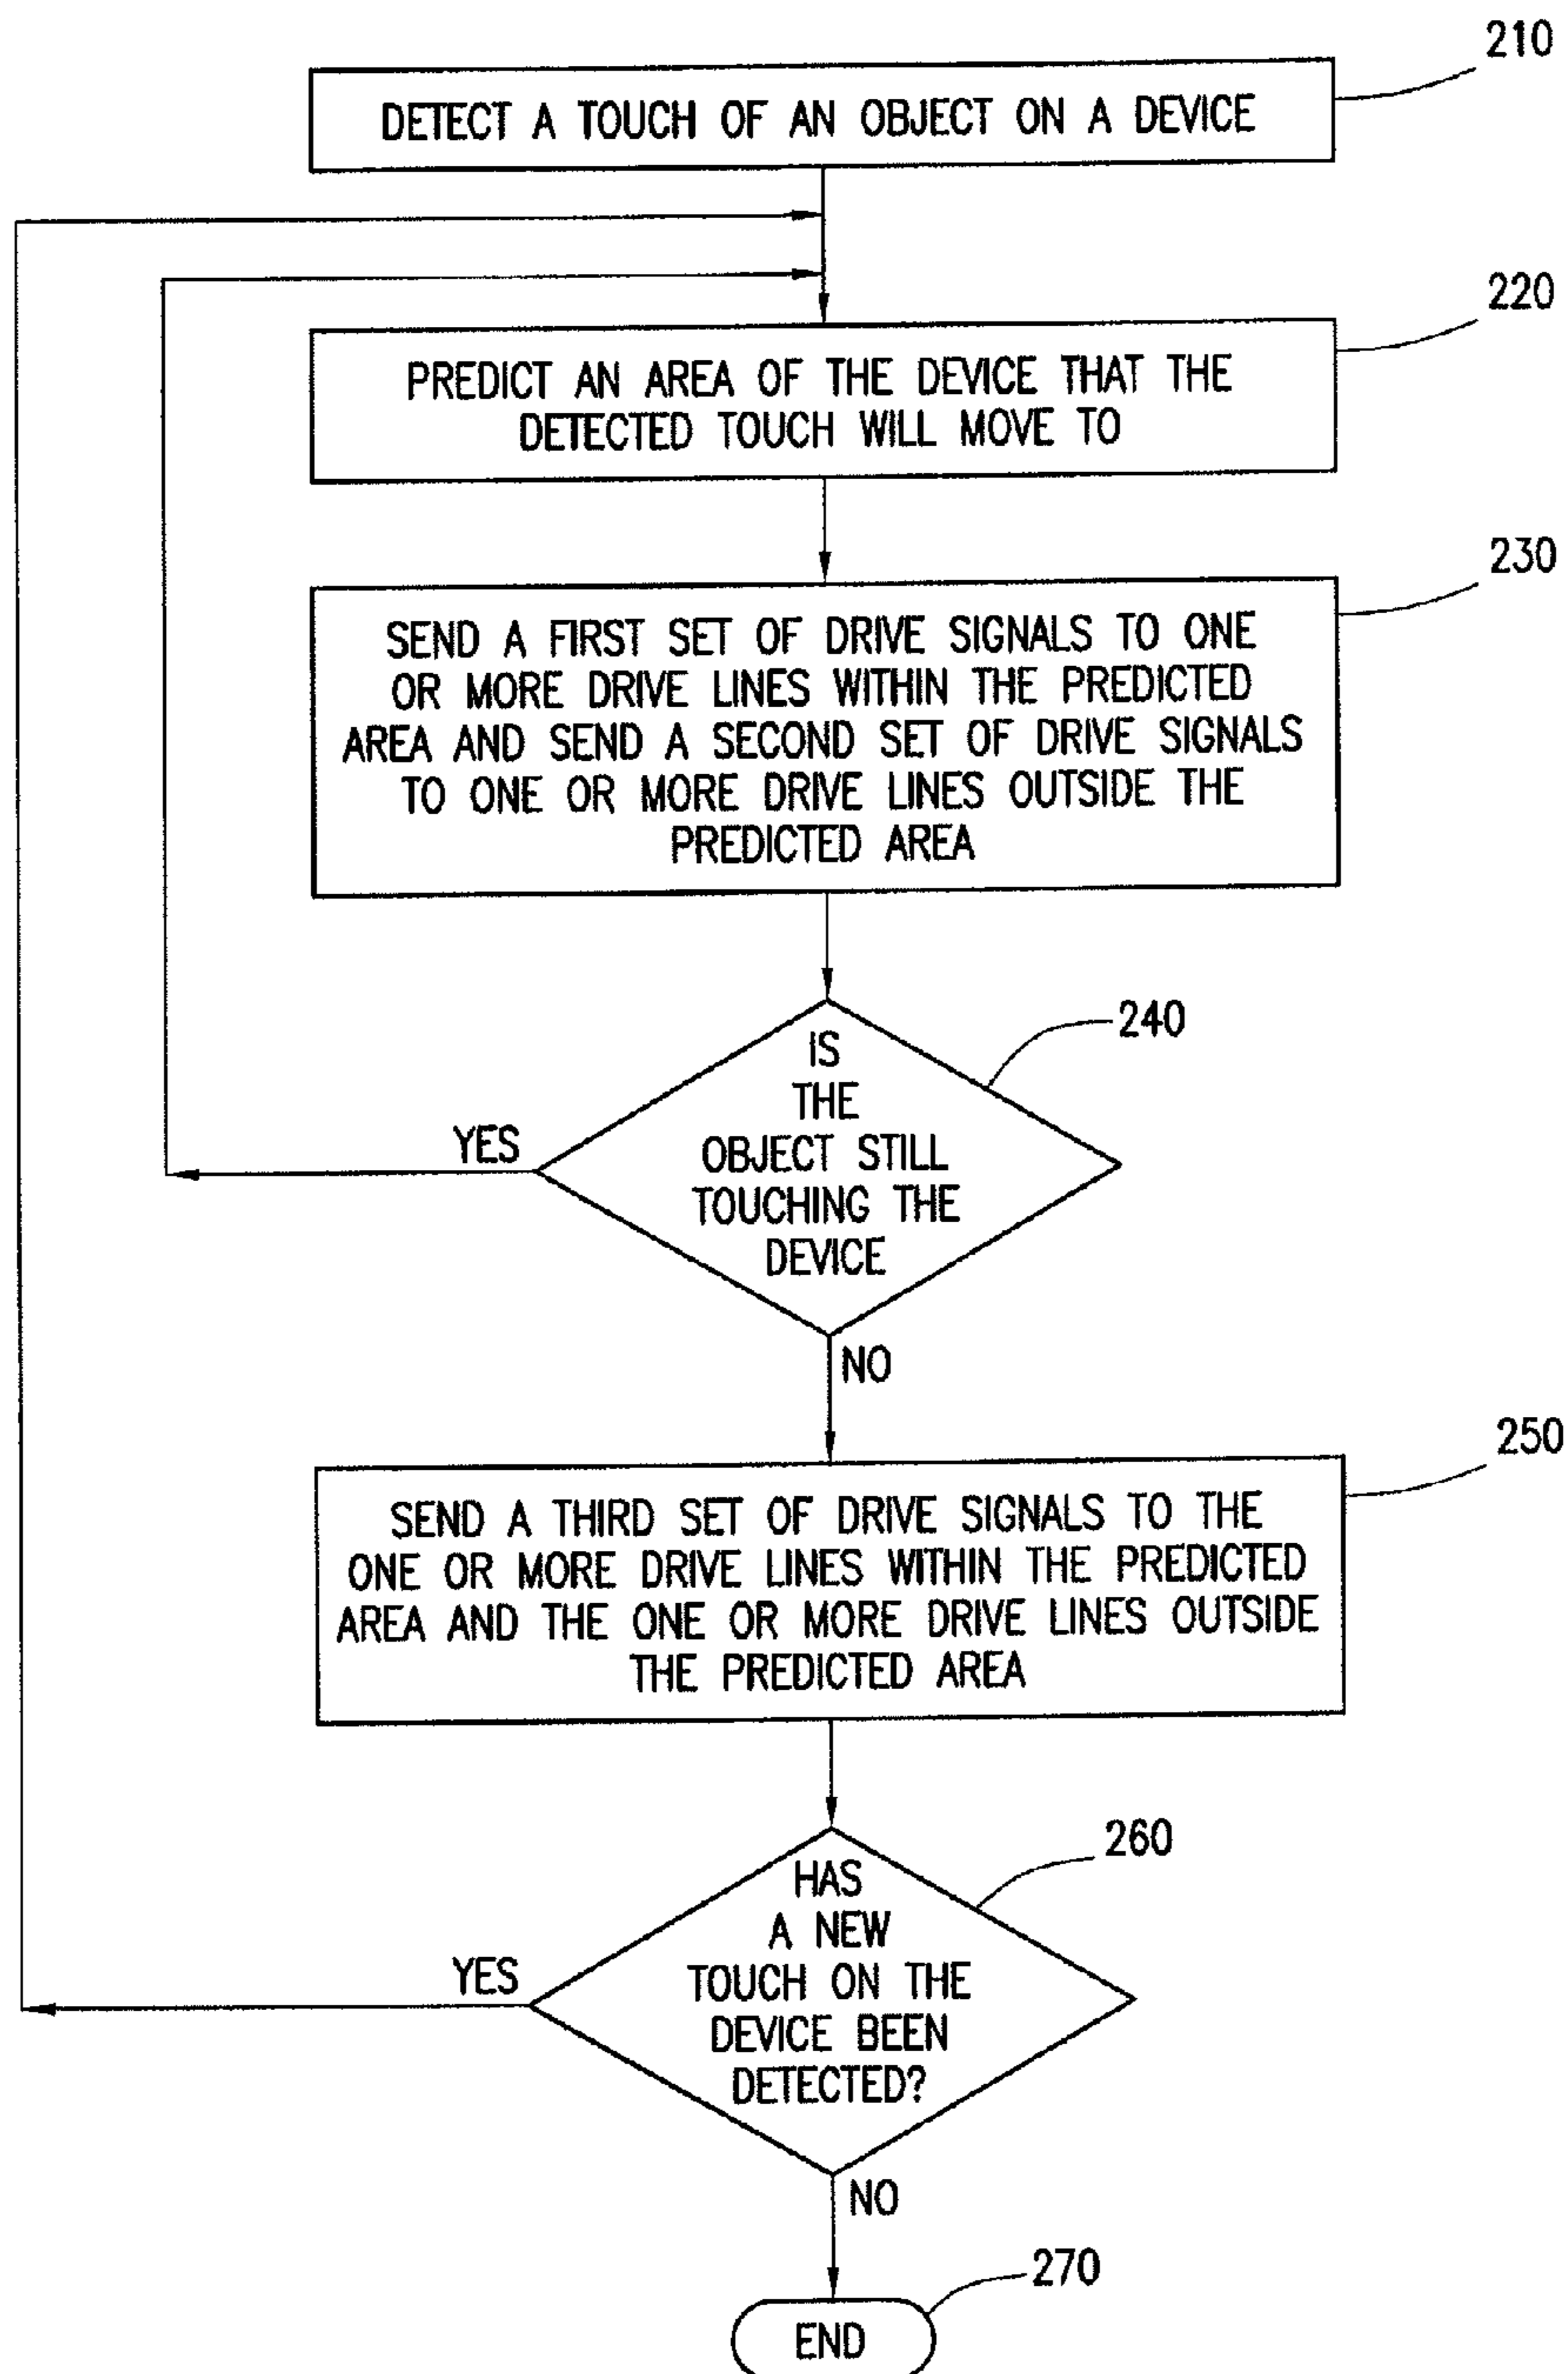 210
DETECT A TOUCH OF AN OBJECT ON A DEVICE
220
PREDICT AN AREA OF THE DEVICE THAT THE
DETECTED TOUCH WILL MOVE TO
230
SEND A FIRST SET OF DRIVE SIGNALS TO ONE
OR MORE DRIVE LINES WITHIN THE PREDICTED
AREA AND SEND A SECOND SET OF DRIVE SIGNALS
TO ONE OR MORE DRIVE LINES OUTSIDE THE
PREDICTED AREA
240
IS
THE
OBJECT STILL
TOUCHING THE
DEVICE
YES
NO
250
SEND A THIRD SET OF DRIVE SIGNALS TO THE
ONE OR MORE DRIVE LINES WITHIN THE PREDICTED
AREA AND THE ONE OR MORE DRIVE LINES OUTSIDE
THE PREDICTED AREA
260
HAS
A NEW
TOUCH ON THE
DEVICE BEEN
DETECTED?
YES
NO
270
END